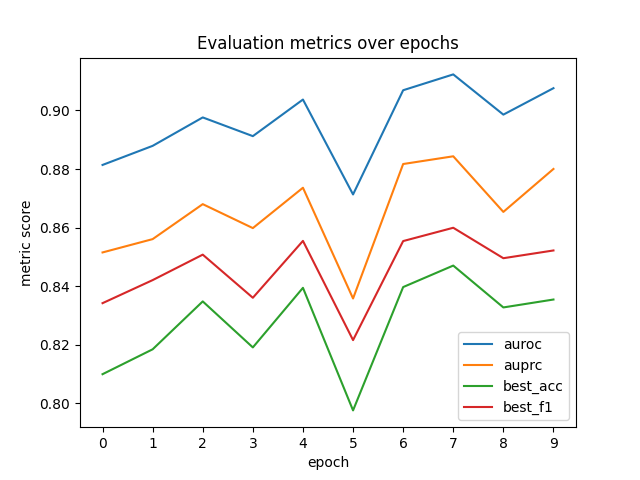 Evaluation metrics over epochs
metric score
0.90
0.88
0.86
0.84
0.82
0.80
auroc
auprc
best_acc
best_f1
0 1 2 3 4 5 6 7 8 9
epoch